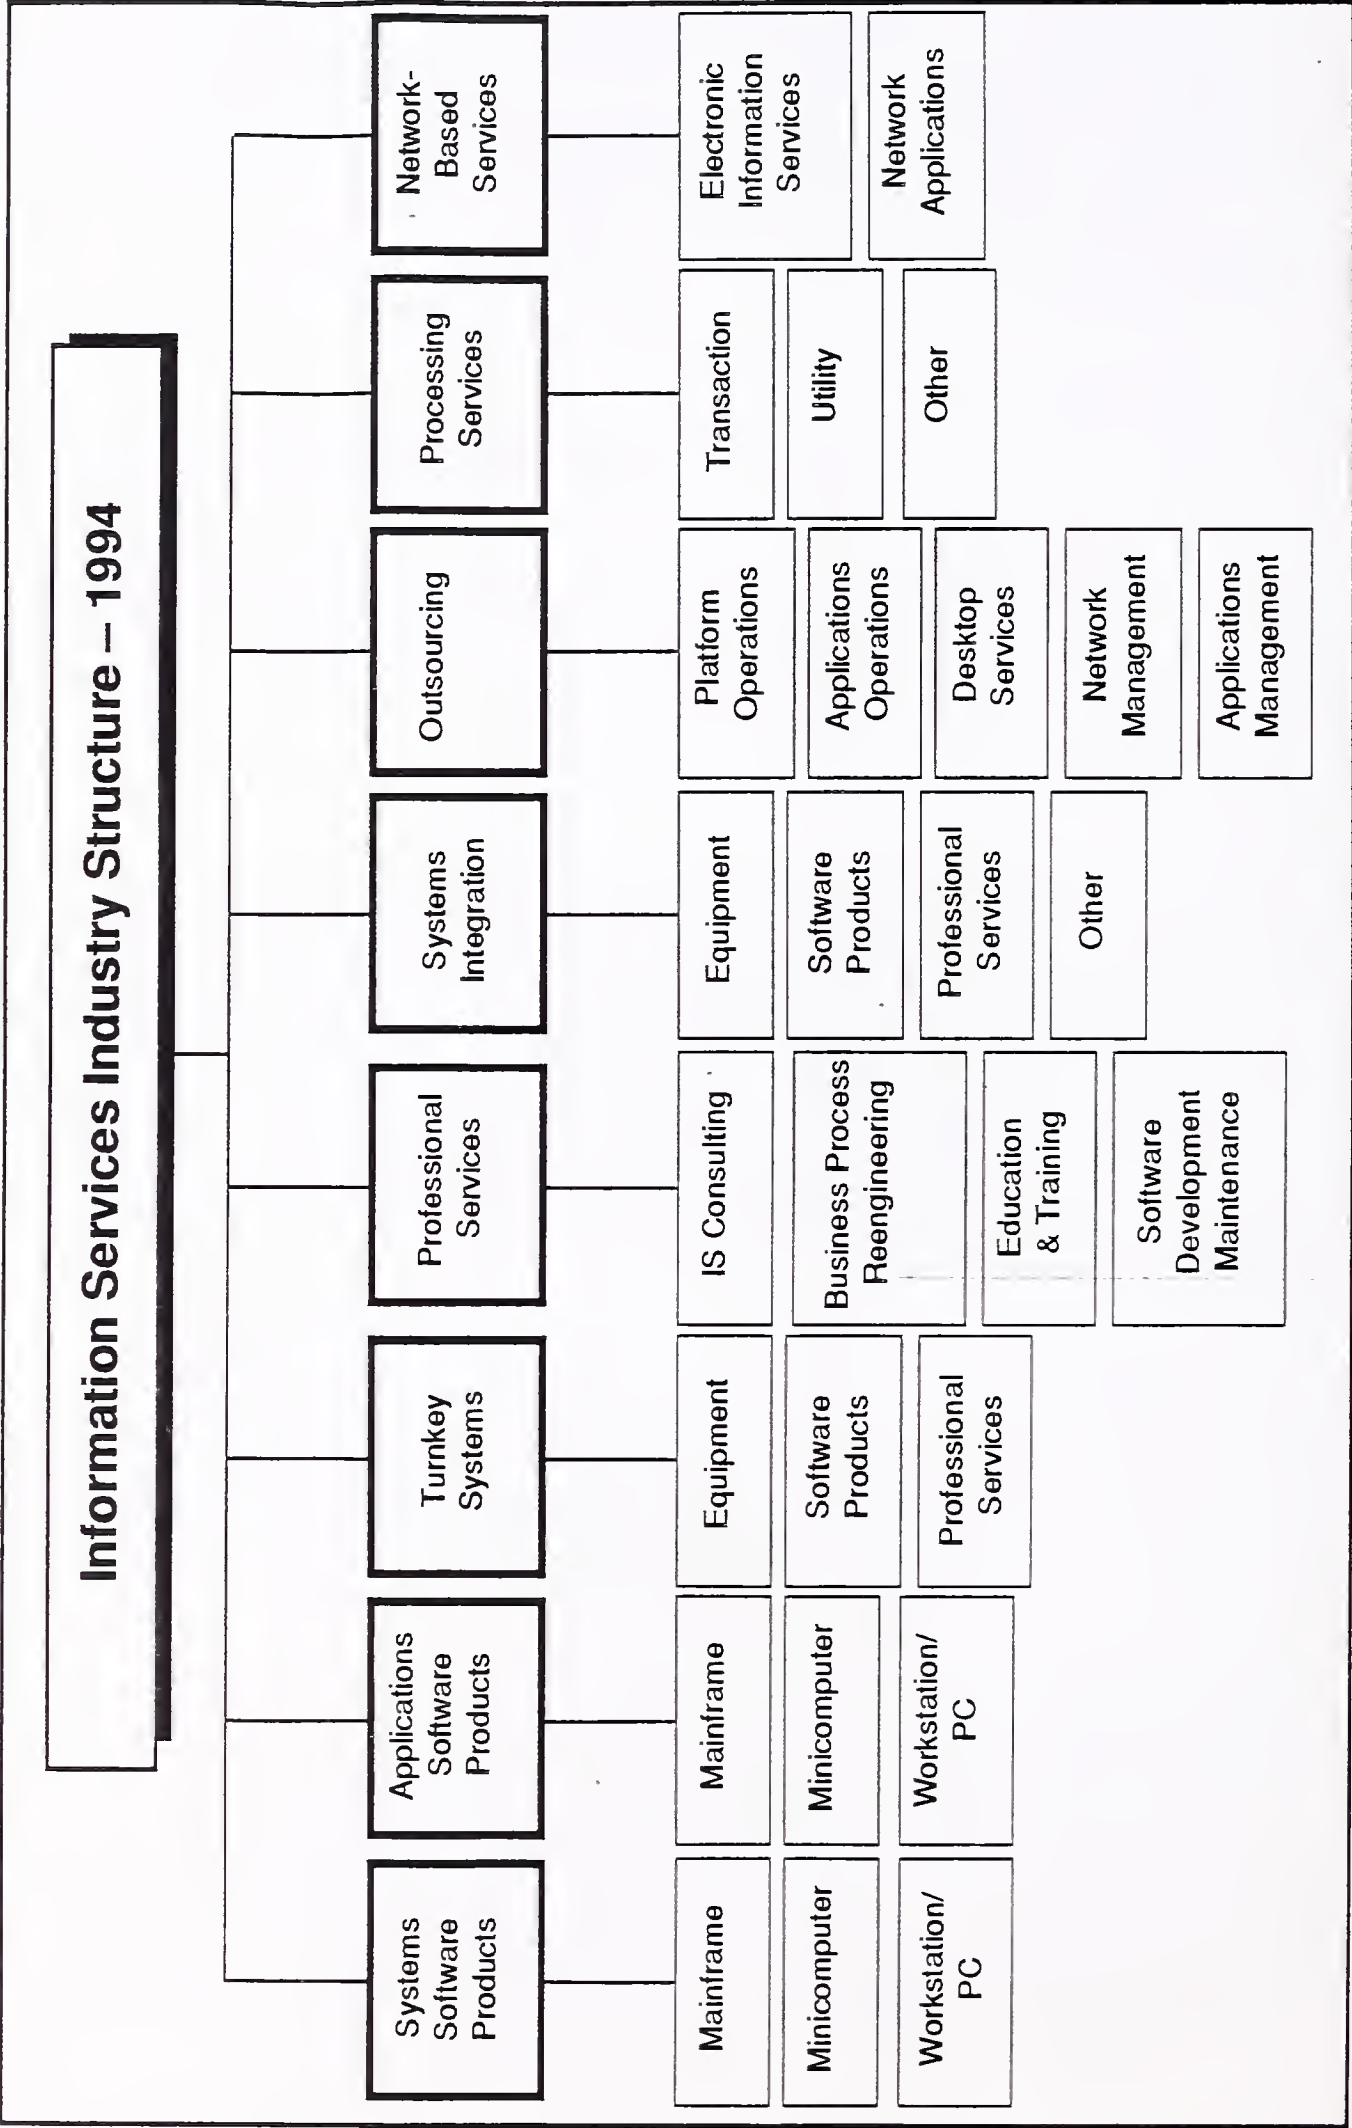 Information Services Industry Structure – 1994
Systems
Software
Products
Mainframe
Minicomputer
Workstation/
PC
Applications
Software
Products
Mainframe
Minicomputer
Workstation/
PC
Turnkey
Systems
Equipment
Software
Products
Professional
Services
Professional
Services
IS Consulting
Business Process
Reengineering
Education
& Training
Software
Development
Maintenance
Systems
Integration
Equipment
Software
Products
Professional
Services
Other
Outsourcing
Platform
Operations
Applications
Operations
Desktop
Services
Network
Management
Applications
Management
Processing
Services
Transaction
Utility
Other
Network-
Based
Services
Electronic
Information
Services
Network
Applications